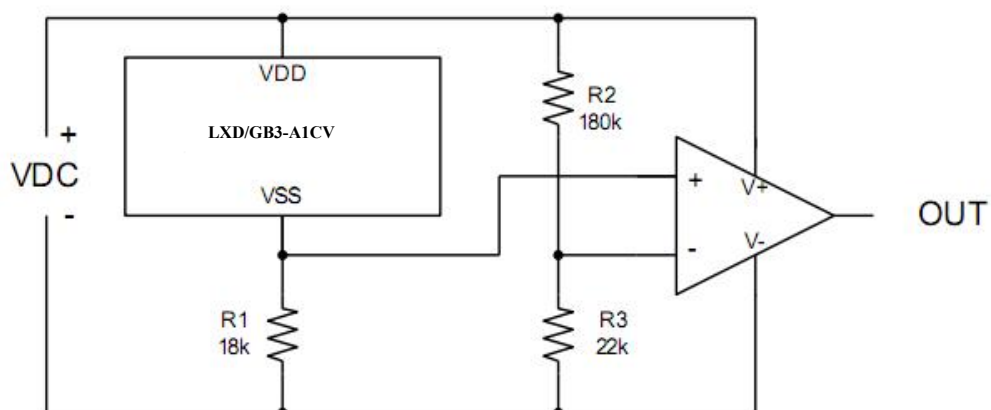 VDD
LXD/GB3-A1CV
VSS
+
VDC
-
R1
18k
R2
180k
R3
22k
+
-
V+
V-
OUT